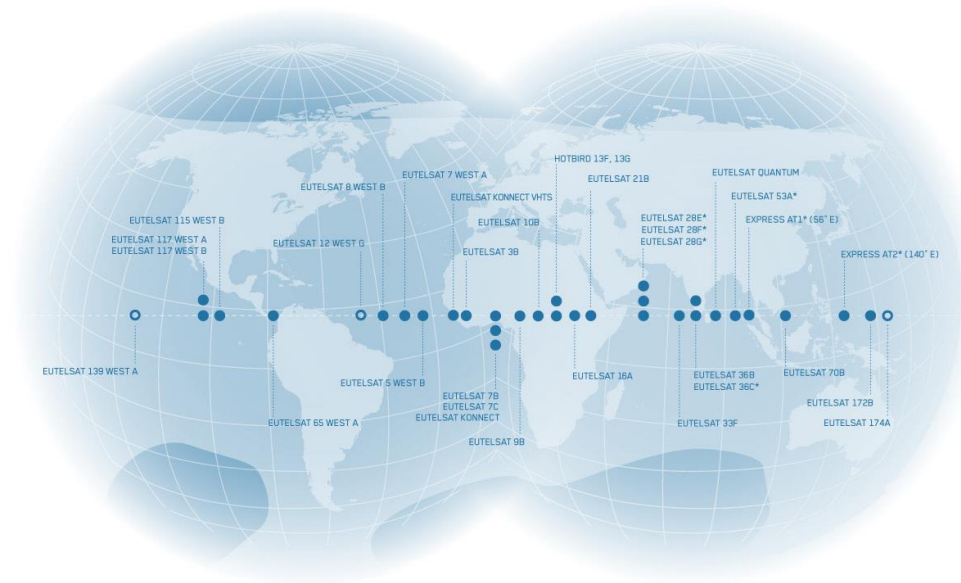 HOTBIRD 13F, 13G
EUTELSAT 7 WEST A
EUTELSAT 21B
EUTELSAT QUANTUM
EUTELSAT 8 WEST B
EUTELSAT KONNECT VHTS
EUTELSAT 53A*
EUTELSAT 115 WEST B
EUTELSAT 10B
EUTELSAT 28E*
EUTELSAT 28F*
EUTELSAT 28G*
EXPRESS AT1* (56° E)
EUTELSAT 117 WEST A
EUTELSAT 117 WEST B
EUTELSAT 12 WEST G
EUTELSAT 3B
EXPRESS AT2* (140° E)
EUTELSAT 139 WEST A
EUTELSAT 5 WEST B
EUTELSAT 16A
EUTELSAT 36B
EUTELSAT 36C*
EUTELSAT 70B
EUTELSAT 7B
EUTELSAT 7C
EUTELSAT KONNECT
EUTELSAT 172B
EUTELSAT 65 WEST A
EUTELSAT 33F
EUTELSAT 174A
EUTELSAT 9B